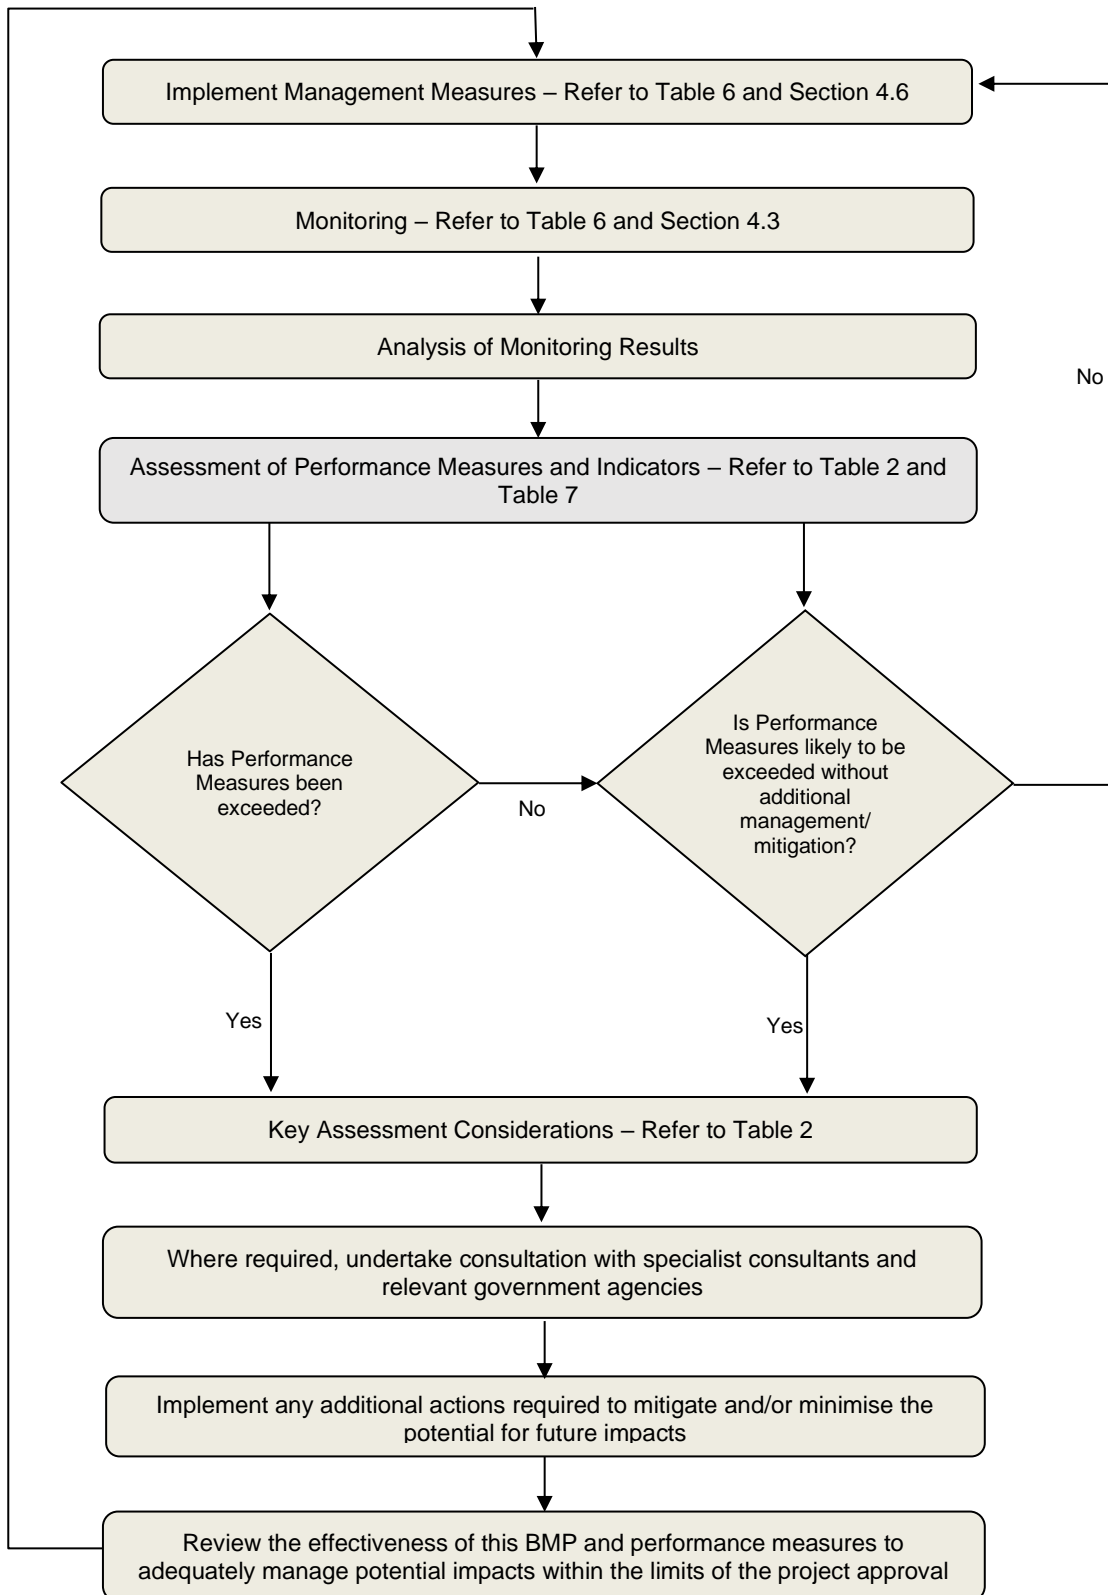 Implement Management Measures – Refer to Table 6 and Section 4.6
Monitoring – Refer to Table 6 and Section 4.3
Analysis of Monitoring Results
No
Assessment of Performance Measures and Indicators – Refer to Table 2 and
Table 7
Has Performance
Measures been
exceeded?
No
Is Performance
Measures likely to be
exceeded without
additional
management/
mitigation?
Yes
Yes
Key Assessment Considerations – Refer to Table 2
Where required, undertake consultation with specialist consultants and
relevant government agencies
Implement any additional actions required to mitigate and/or minimise the
potential for future impacts
Review the effectiveness of this BMP and performance measures to
adequately manage potential impacts within the limits of the project approval